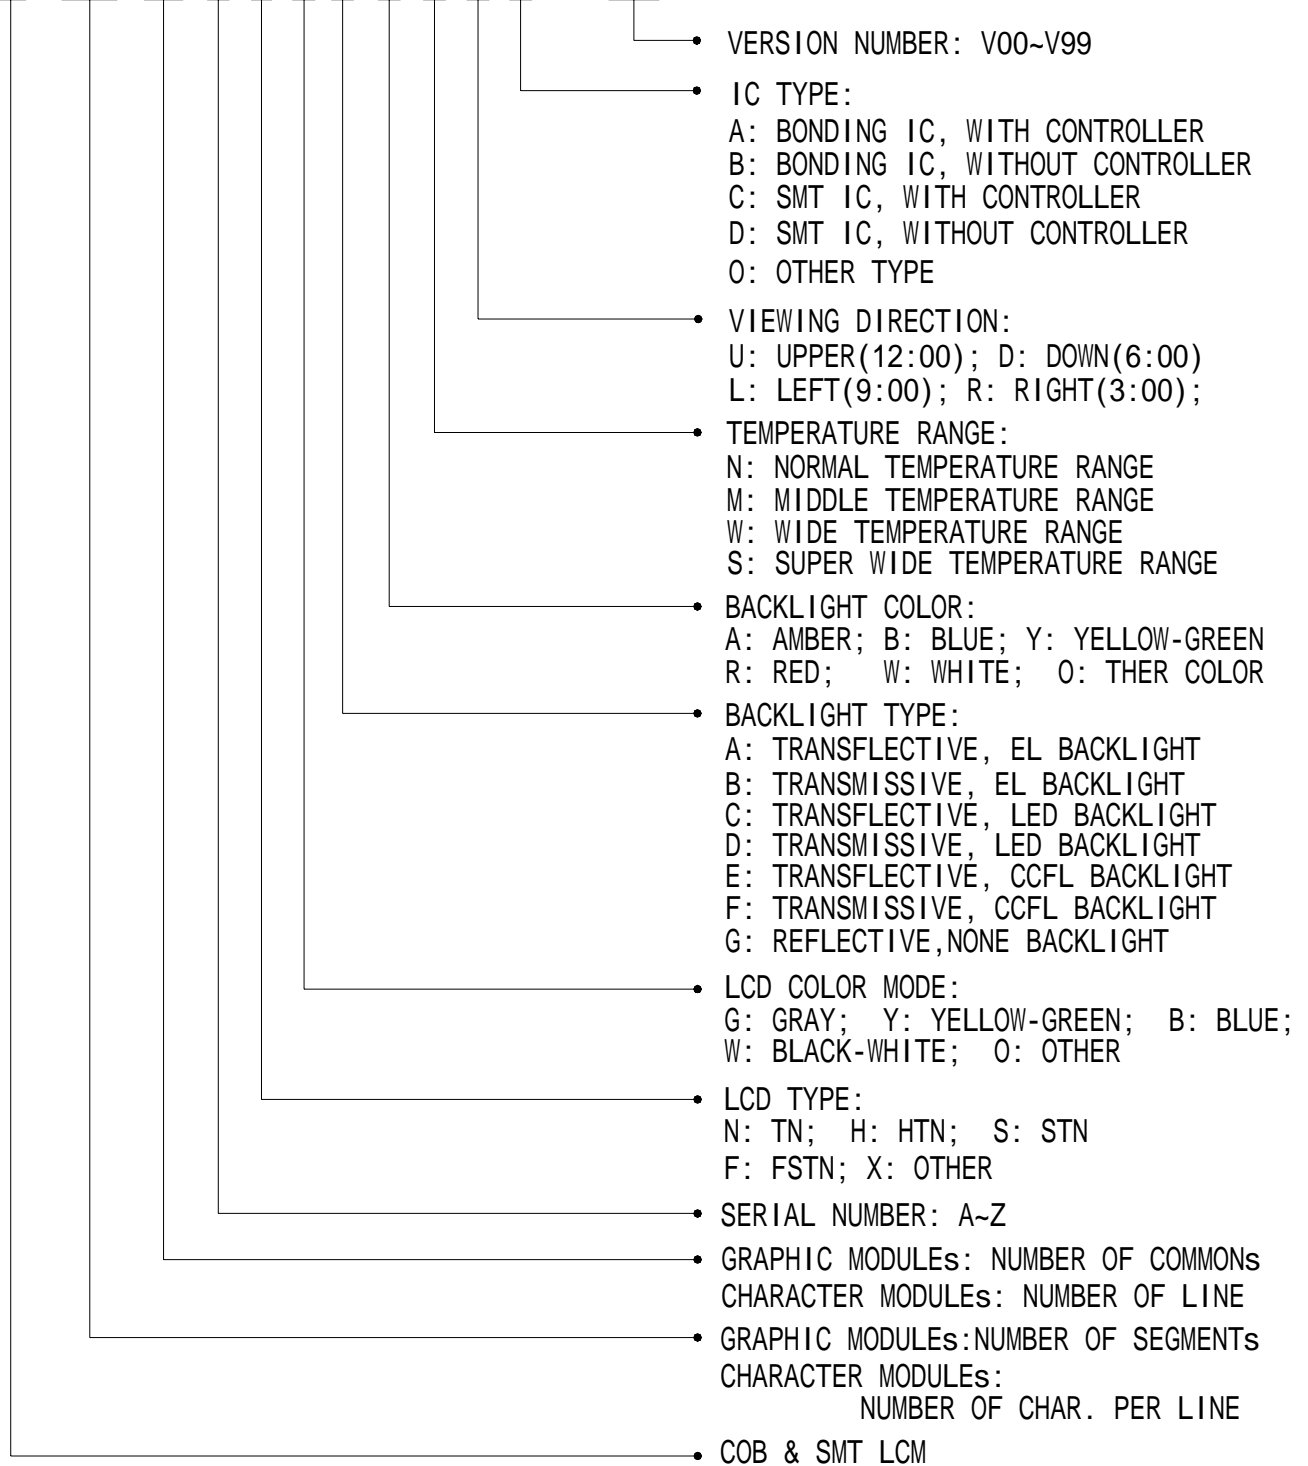 VERSION NUMBER: V00~V99
IC TYPE:
A: BONDING IC, WITH CONTROLLER
B: BONDING IC, WITHOUT CONTROLLER
C: SMT IC, WITH CONTROLLER
D: SMT IC, WITHOUT CONTROLLER
O: OTHER TYPE
VIEWING DIRECTION:
U: UPPER(12:00); D: DOWN(6:00)
L: LEFT(9:00); R: RIGHT(3:00);
TEMPERATURE RANGE:
N: NORMAL TEMPERATURE RANGE
M: MIDDLE TEMPERATURE RANGE
W: WIDE TEMPERATURE RANGE
S: SUPER WIDE TEMPERATURE RANGE
BACKLIGHT COLOR:
A: AMBER; B: BLUE; Y: YELLOW-GREEN
R: RED; W: WHITE; O: THER COLOR
BACKLIGHT TYPE:
A: TRANSFLECTIVE, EL BACKLIGHT
B: TRANSMISSIVE, EL BACKLIGHT
C: TRANSFLECTIVE, LED BACKLIGHT
D: TRANSMISSIVE, LED BACKLIGHT
E: TRANSFLECTIVE, CCFL BACKLIGHT
F: TRANSMISSIVE, CCFL BACKLIGHT
G: REFLECTIVE,NONE BACKLIGHT
LCD COLOR MODE:
G: GRAY; Y: YELLOW-GREEN; B: BLUE;
W: BLACK-WHITE; O: OTHER
LCD TYPE:
N: TN; H: HTN; S: STN
F: FSTN; X: OTHER
SERIAL NUMBER: A~Z
GRAPHIC MODULEs: NUMBER OF COMMONs
CHARACTER MODULEs: NUMBER OF LINE
GRAPHIC MODULEs:NUMBER OF SEGMENTs
CHARACTER MODULEs:
NUMBER OF CHAR. PER LINE
COB & SMT LCM